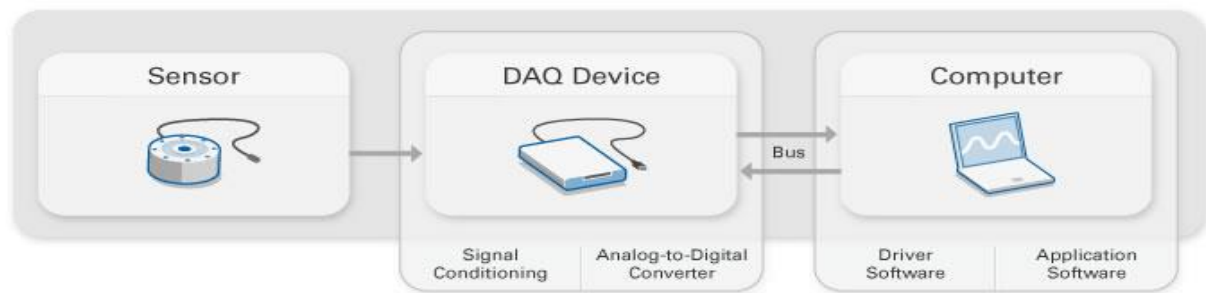 Sensor
DAQ Device
Computer
Bus
Signal
Conditioning
Analog-to-Digital
Converter
Driver
Software
Application
Software